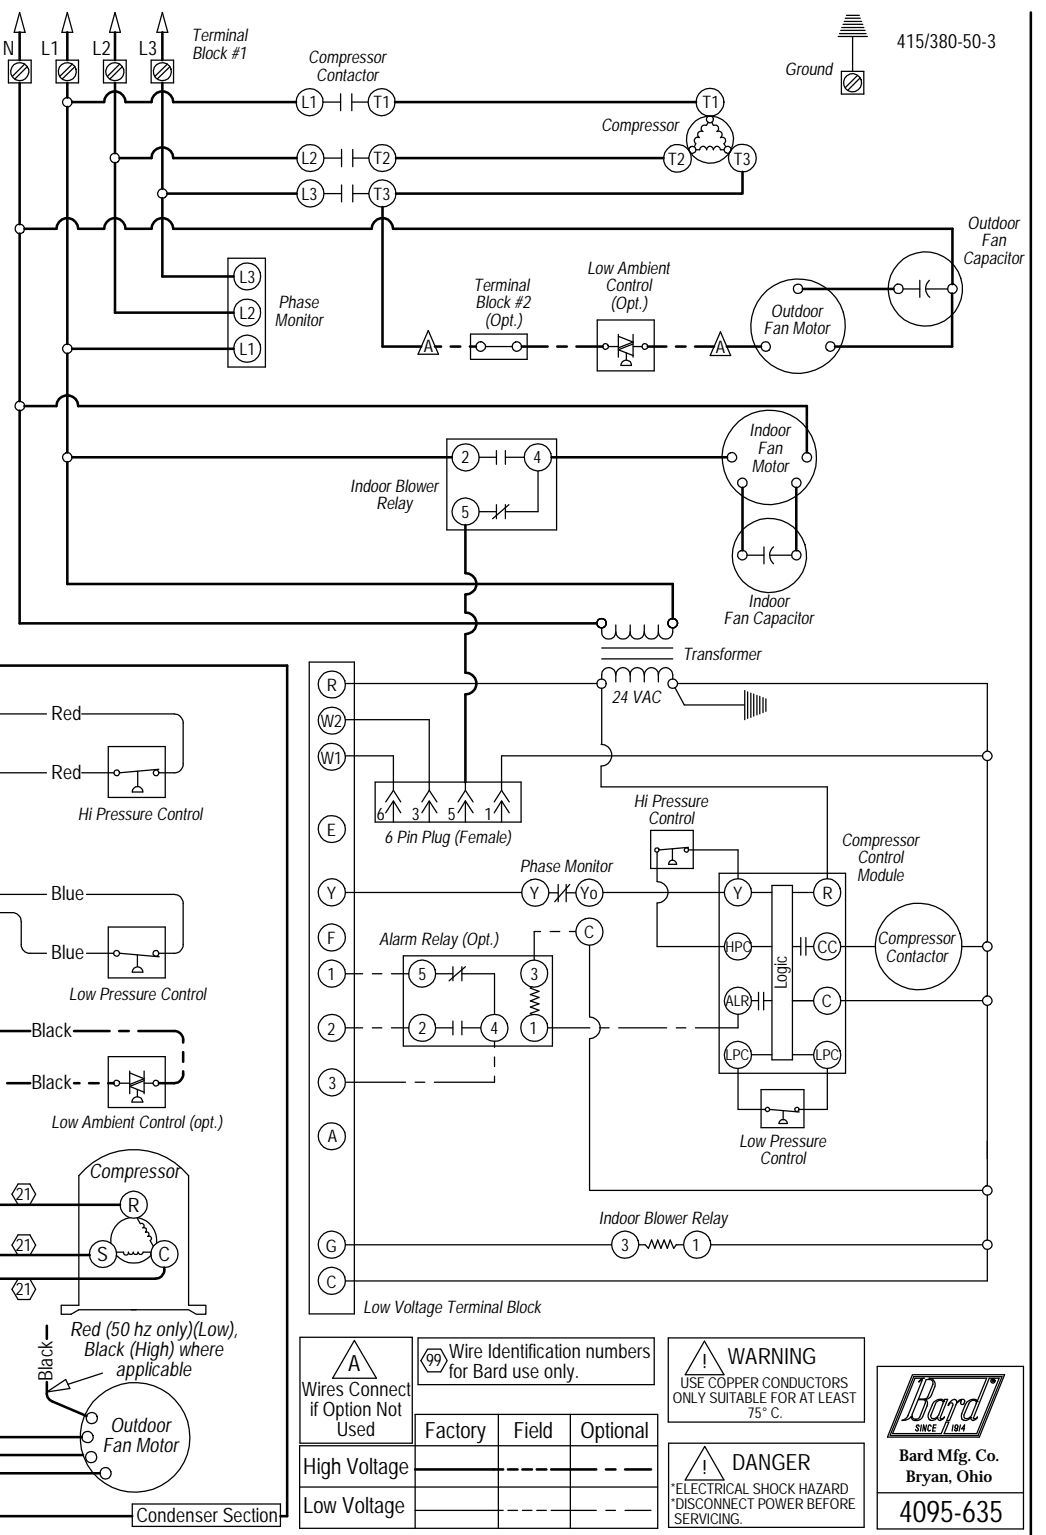 N L1 L2 L3
Terminal
Block #1
415/380-50-3
Ground
Compressor
Contactor
L1 T1 T1
Compressor
L2 T2 T2 T3
L3 T3
Outdoor
Fan
Capacitor
L3
L2
L1
Phase
Monitor
Terminal
Block #2
(Opt.)
Low Ambient
Control
(Opt.)
Outdoor
Fan Motor
A A
Indoor
Fan
Motor
2 4
5
Indoor Blower
Relay
Indoor
Fan Capacitor
Transformer
24 VAC
R
W2
W1
E
Y
F
1
2
3
A
G
C
Low Voltage Terminal Block
6 3 5 1
6 Pin Plug (Female)
Hi Pressure
Control
Compressor
Control
Module
Phase Monitor
Y Yo
Y R
HPC CC
ALR C
LPC LPC
Logic
Compressor
Contactor
C
Alarm Relay (Opt.)
5 3
2 4 1
Low Pressure
Control
Indoor Blower Relay
3 1
Red
Red
Hi Pressure Control
Blue
Blue
Low Pressure Control
Black
Black
Low Ambient Control (opt.)
Compressor
21
21
21
R
S C
Red (50 hz only)(Low),
Black (High) where
applicable
Black
Outdoor
Fan Motor
Condenser Section
A
Wires Connect
if Option Not
Used
99 Wire Identification numbers
for Bard use only.
Factory Field Optional
High Voltage
Low Voltage
! WARNING
USE COPPER CONDUCTORS
ONLY SUITABLE FOR AT LEAST
75° C.
! DANGER
*ELECTRICAL SHOCK HAZARD
*DISCONNECT POWER BEFORE
SERVICING.
Bard
SINCE 1914
Bard Mfg. Co.
Bryan, Ohio
4095-635